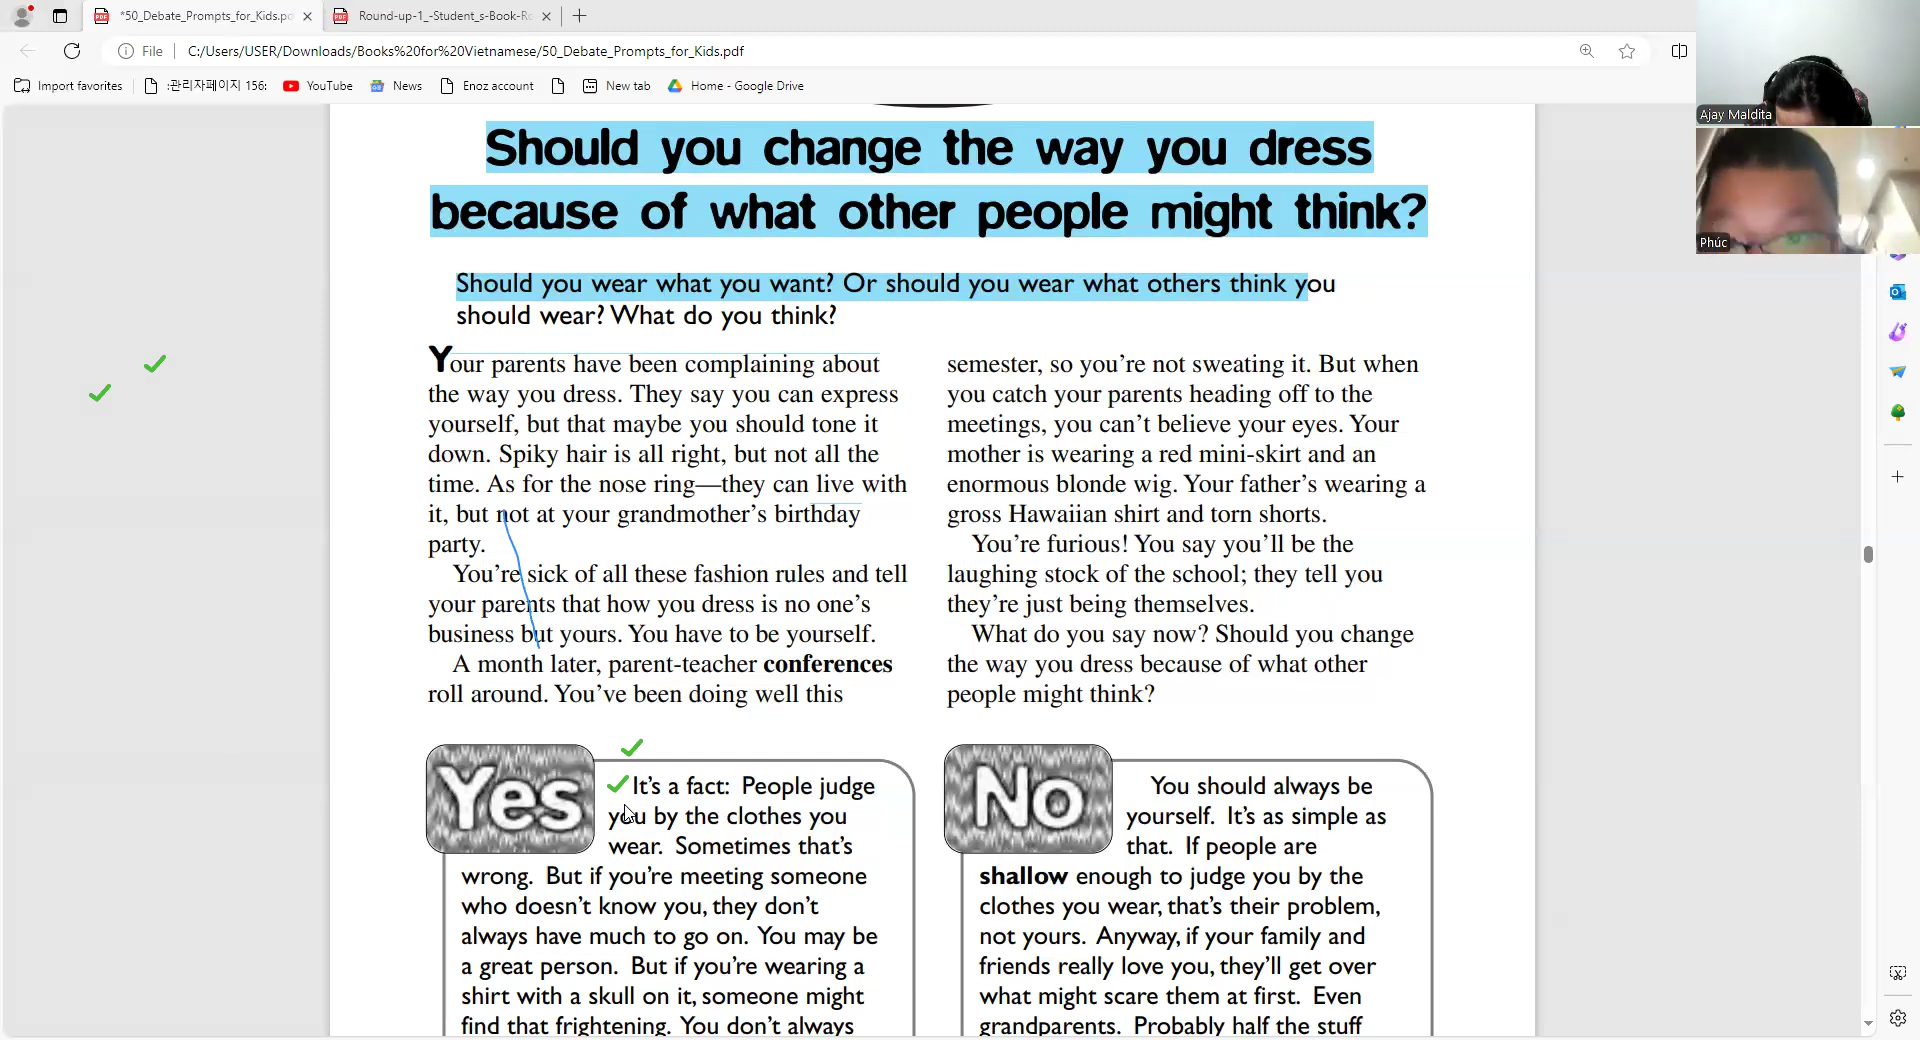 *50_Debate_Prompts_for_Kids.pd
Round-up-1_-Student_s-Book-Ro
File
C:/Users/USER/Downloads/Books%20for%20Vietnamese/50_Debate_Prompts_for_Kids.pdf
Import favorites
:관리자페이지 156:
YouTube
News
Enoz account
New tab
Home - Google Drive
Ajay Maldita
Phúc
Should you change the way you dress
because of what other people might think?
Should you wear what you want? Or should you wear what others think you
should wear? What do you think?
Your parents have been complaining about
the way you dress. They say you can express
yourself, but that maybe you should tone it
down. Spiky hair is all right, but not all the
time. As for the nose ring—they can live with
it, but not at your grandmother's birthday
party.
You're sick of all these fashion rules and tell
your parents that how you dress is no one's
business but yours. You have to be yourself.
A month later, parent-teacher conferences
roll around. You've been doing well this
semester, so you're not sweating it. But when
you catch your parents heading off to the
meetings, you can't believe your eyes. Your
mother is wearing a red mini-skirt and an
enormous blonde wig. Your father's wearing a
gross Hawaiian shirt and torn shorts.
You're furious! You say you'll be the
laughing stock of the school; they tell you
they're just being themselves.
What do you say now? Should you change
the way you dress because of what other
people might think?
Yes
It's a fact: People judge
you by the clothes you
wear. Sometimes that's
wrong. But if you're meeting someone
who doesn't know you, they don't
always have much to go on. You may be
a great person. But if you're wearing a
shirt with a skull on it, someone might
find that frightening. You don't always
No
You should always be
yourself. It's as simple as
that. If people are
shallow enough to judge you by the
clothes you wear, that's their problem,
not yours. Anyway, if your family and
friends really love you, they'll get over
what might scare them at first. Even
grandparents. Probably half the stuff